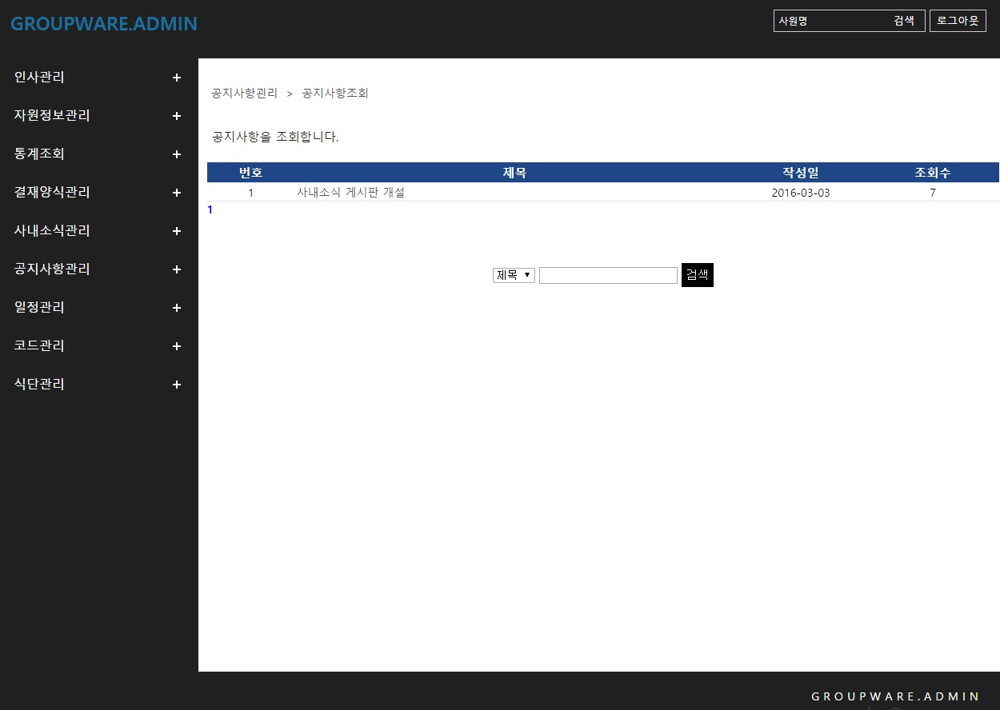 GROUPWARE.ADMIN
사원명 검색 로그아웃
인사관리 +
자원정보관리 +
통계조회 +
결재양식관리 +
사내소식관리 +
공지사항관리 +
일정관리 +
코드관리 +
식단관리 +
공지사항괸리 > 공지사항조회
공지사항을 조회합니다.
번호 제목 작성일 조회수
1 사내소식 게시판 개설 2016-03-03 7
1
제목 ▼ 검색
GROUPWARE.ADMIN